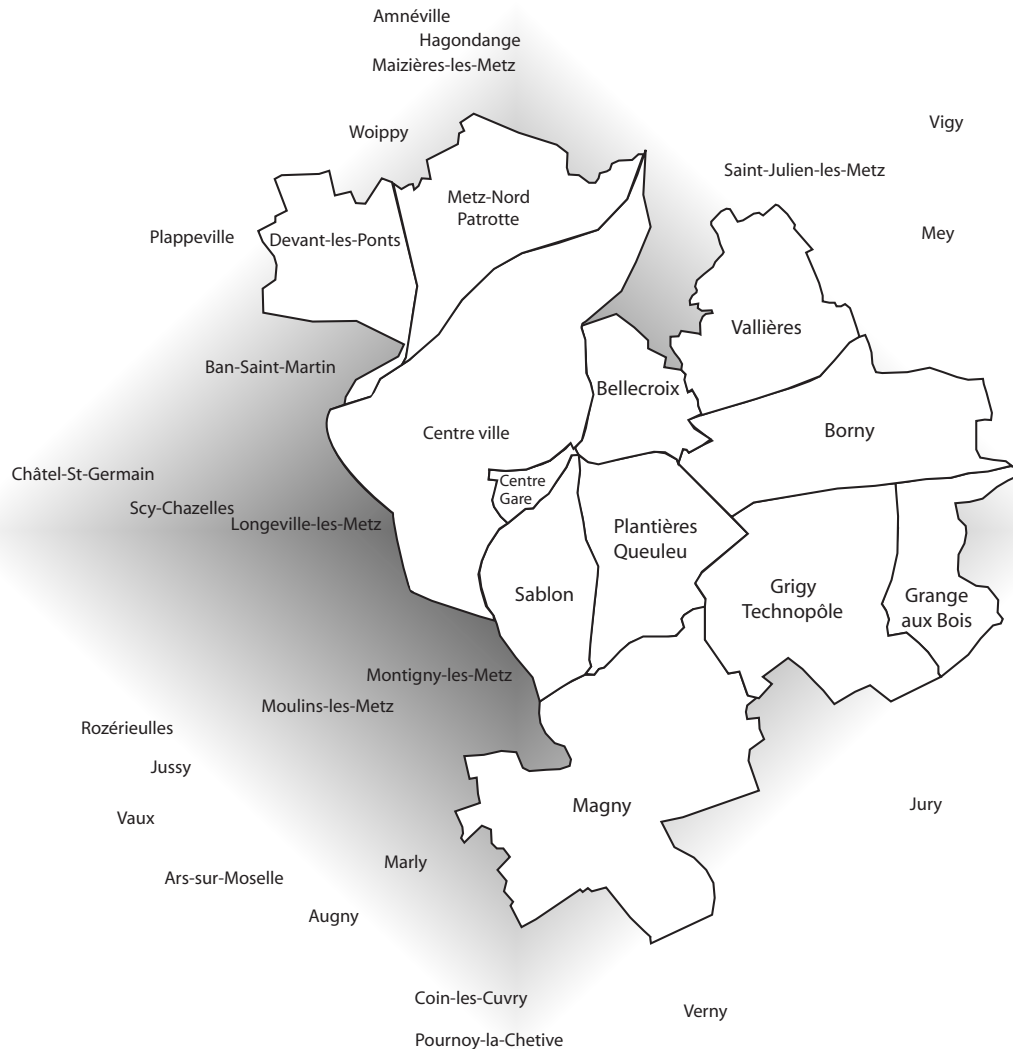 Amnéville
Hagondange
Maizières-les-Metz
Vigy
Woippy
Saint-Julien-les-Metz
Metz-Nord
Patrotte
Mey
Plappeville
Devant-les-Ponts
Vallières
Ban-Saint-Martin
Bellecroix
Centre ville
Borny
Châtel-St-Germain
Centre
Gare
Scy-Chazelles
Longeville-les-Metz
Plantières
Queuleu
Sablon
Grigy
Technopôle
Grange
aux Bois
Montigny-les-Metz
Moulins-les-Metz
Rozérieulles
Jussy
Vaux
Magny
Jury
Marly
Ars-sur-Moselle
Augny
Coin-les-Cuvry
Verny
Pournoy-la-Chetive